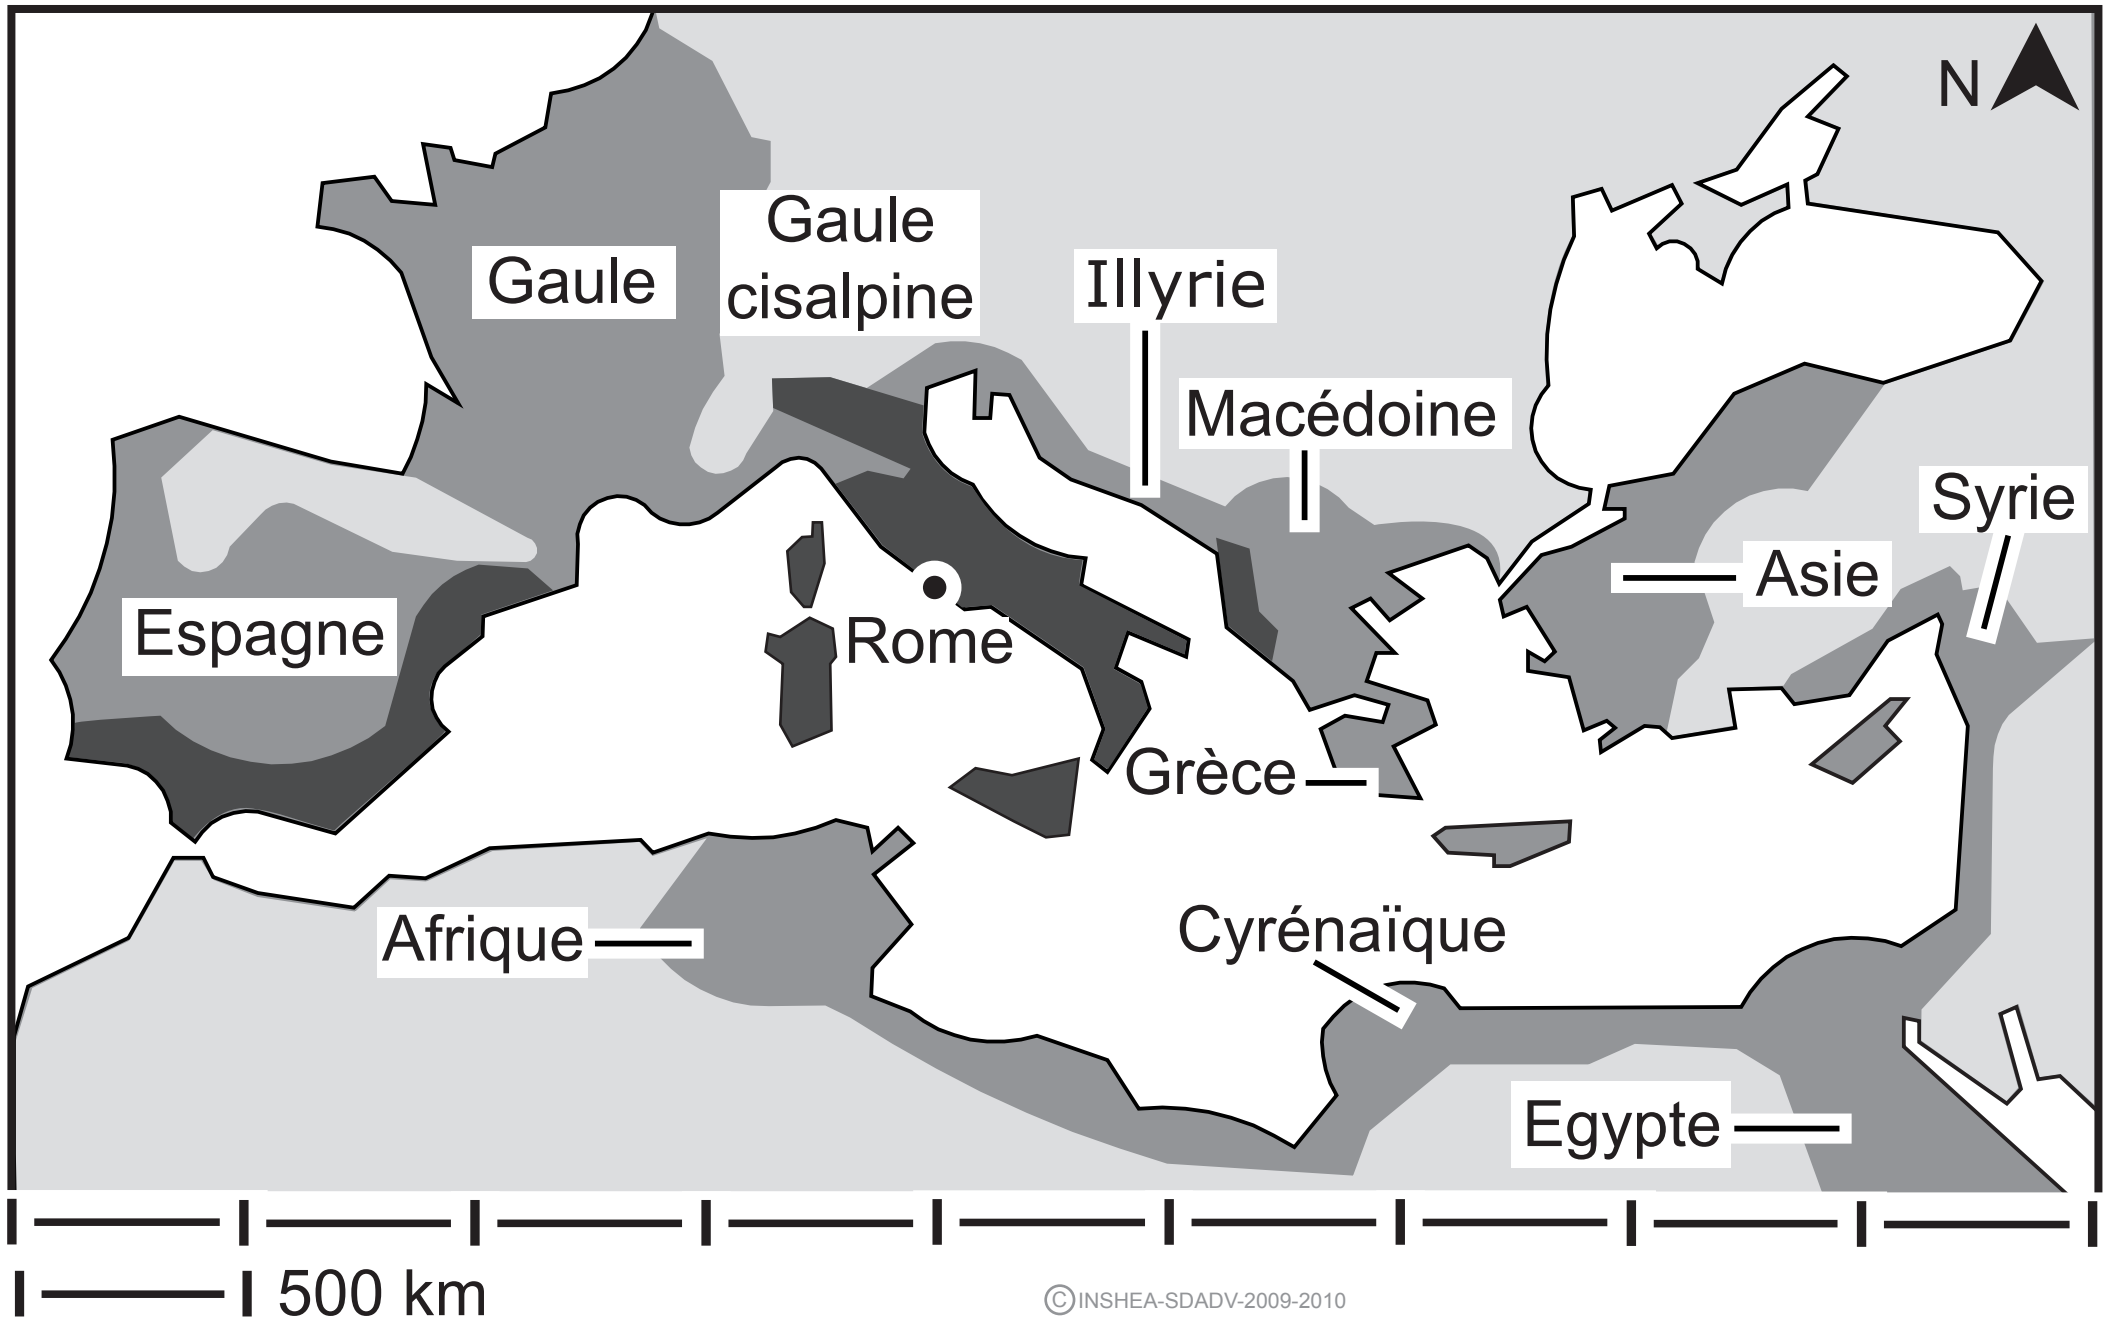 N
Gaule
cisalpine
Gaule
Illyrie
Macédoine
Syrie
Asie
Espagne
Rome
Grèce
Afrique
Cyrénaïque
Egypte
500 km
©INSHEA-SDADV-2009-2010